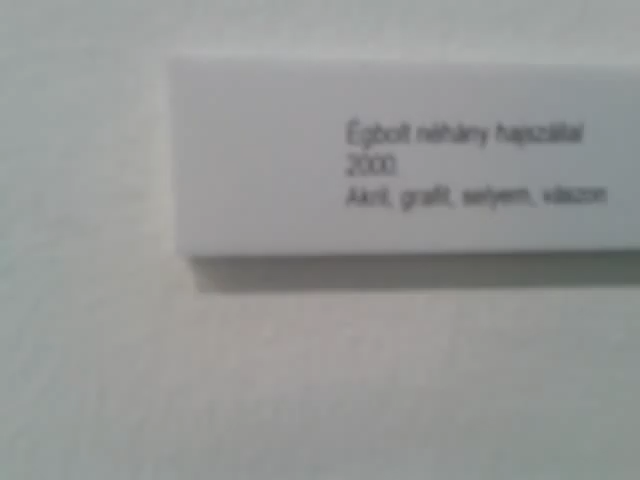 Égbolt néhány hajszállal
2000
Akril, grafit, selyem, vászon